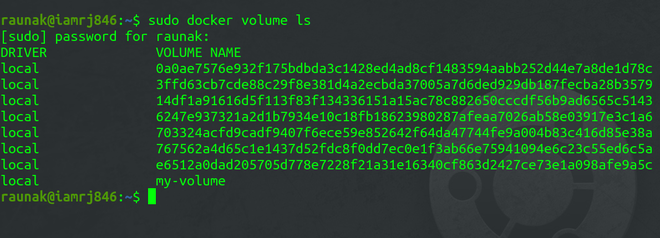 raunak@iamrj846:~$ sudo docker volume ls
[sudo] password for raunak:
DRIVER VOLUME NAME
local 0a0ae7576e932f175bdbda3c1428ed4ad8cf1483594aabb252d44e7a8de1d78c
local 3ffd63cb7cde88c29f8e381d4a2ecbda37005a7d6ded929db187fecba28b3579
local 14df1a91616d5f113f83f134336151a15ac78c882650cccdf56b9ad6565c5143
local 6247e937321a2d1b7934e10c18fb18623980287afeaa7026ab58e03917e3c1a6
local 703324acfd9cadf9407f6ece59e852642f64da47744fe9a004b83c416d85e38a
local 767562a4d65c1e1437d52fdc8f0dd7ec0e1f3ab66e75941094e6c23c55ed6c5a
local e6512a0dad205705d778e7228f21a31e16340cf863d2427ce73e1a098afe9a5c
local my-volume
raunak@iamrj846:~$